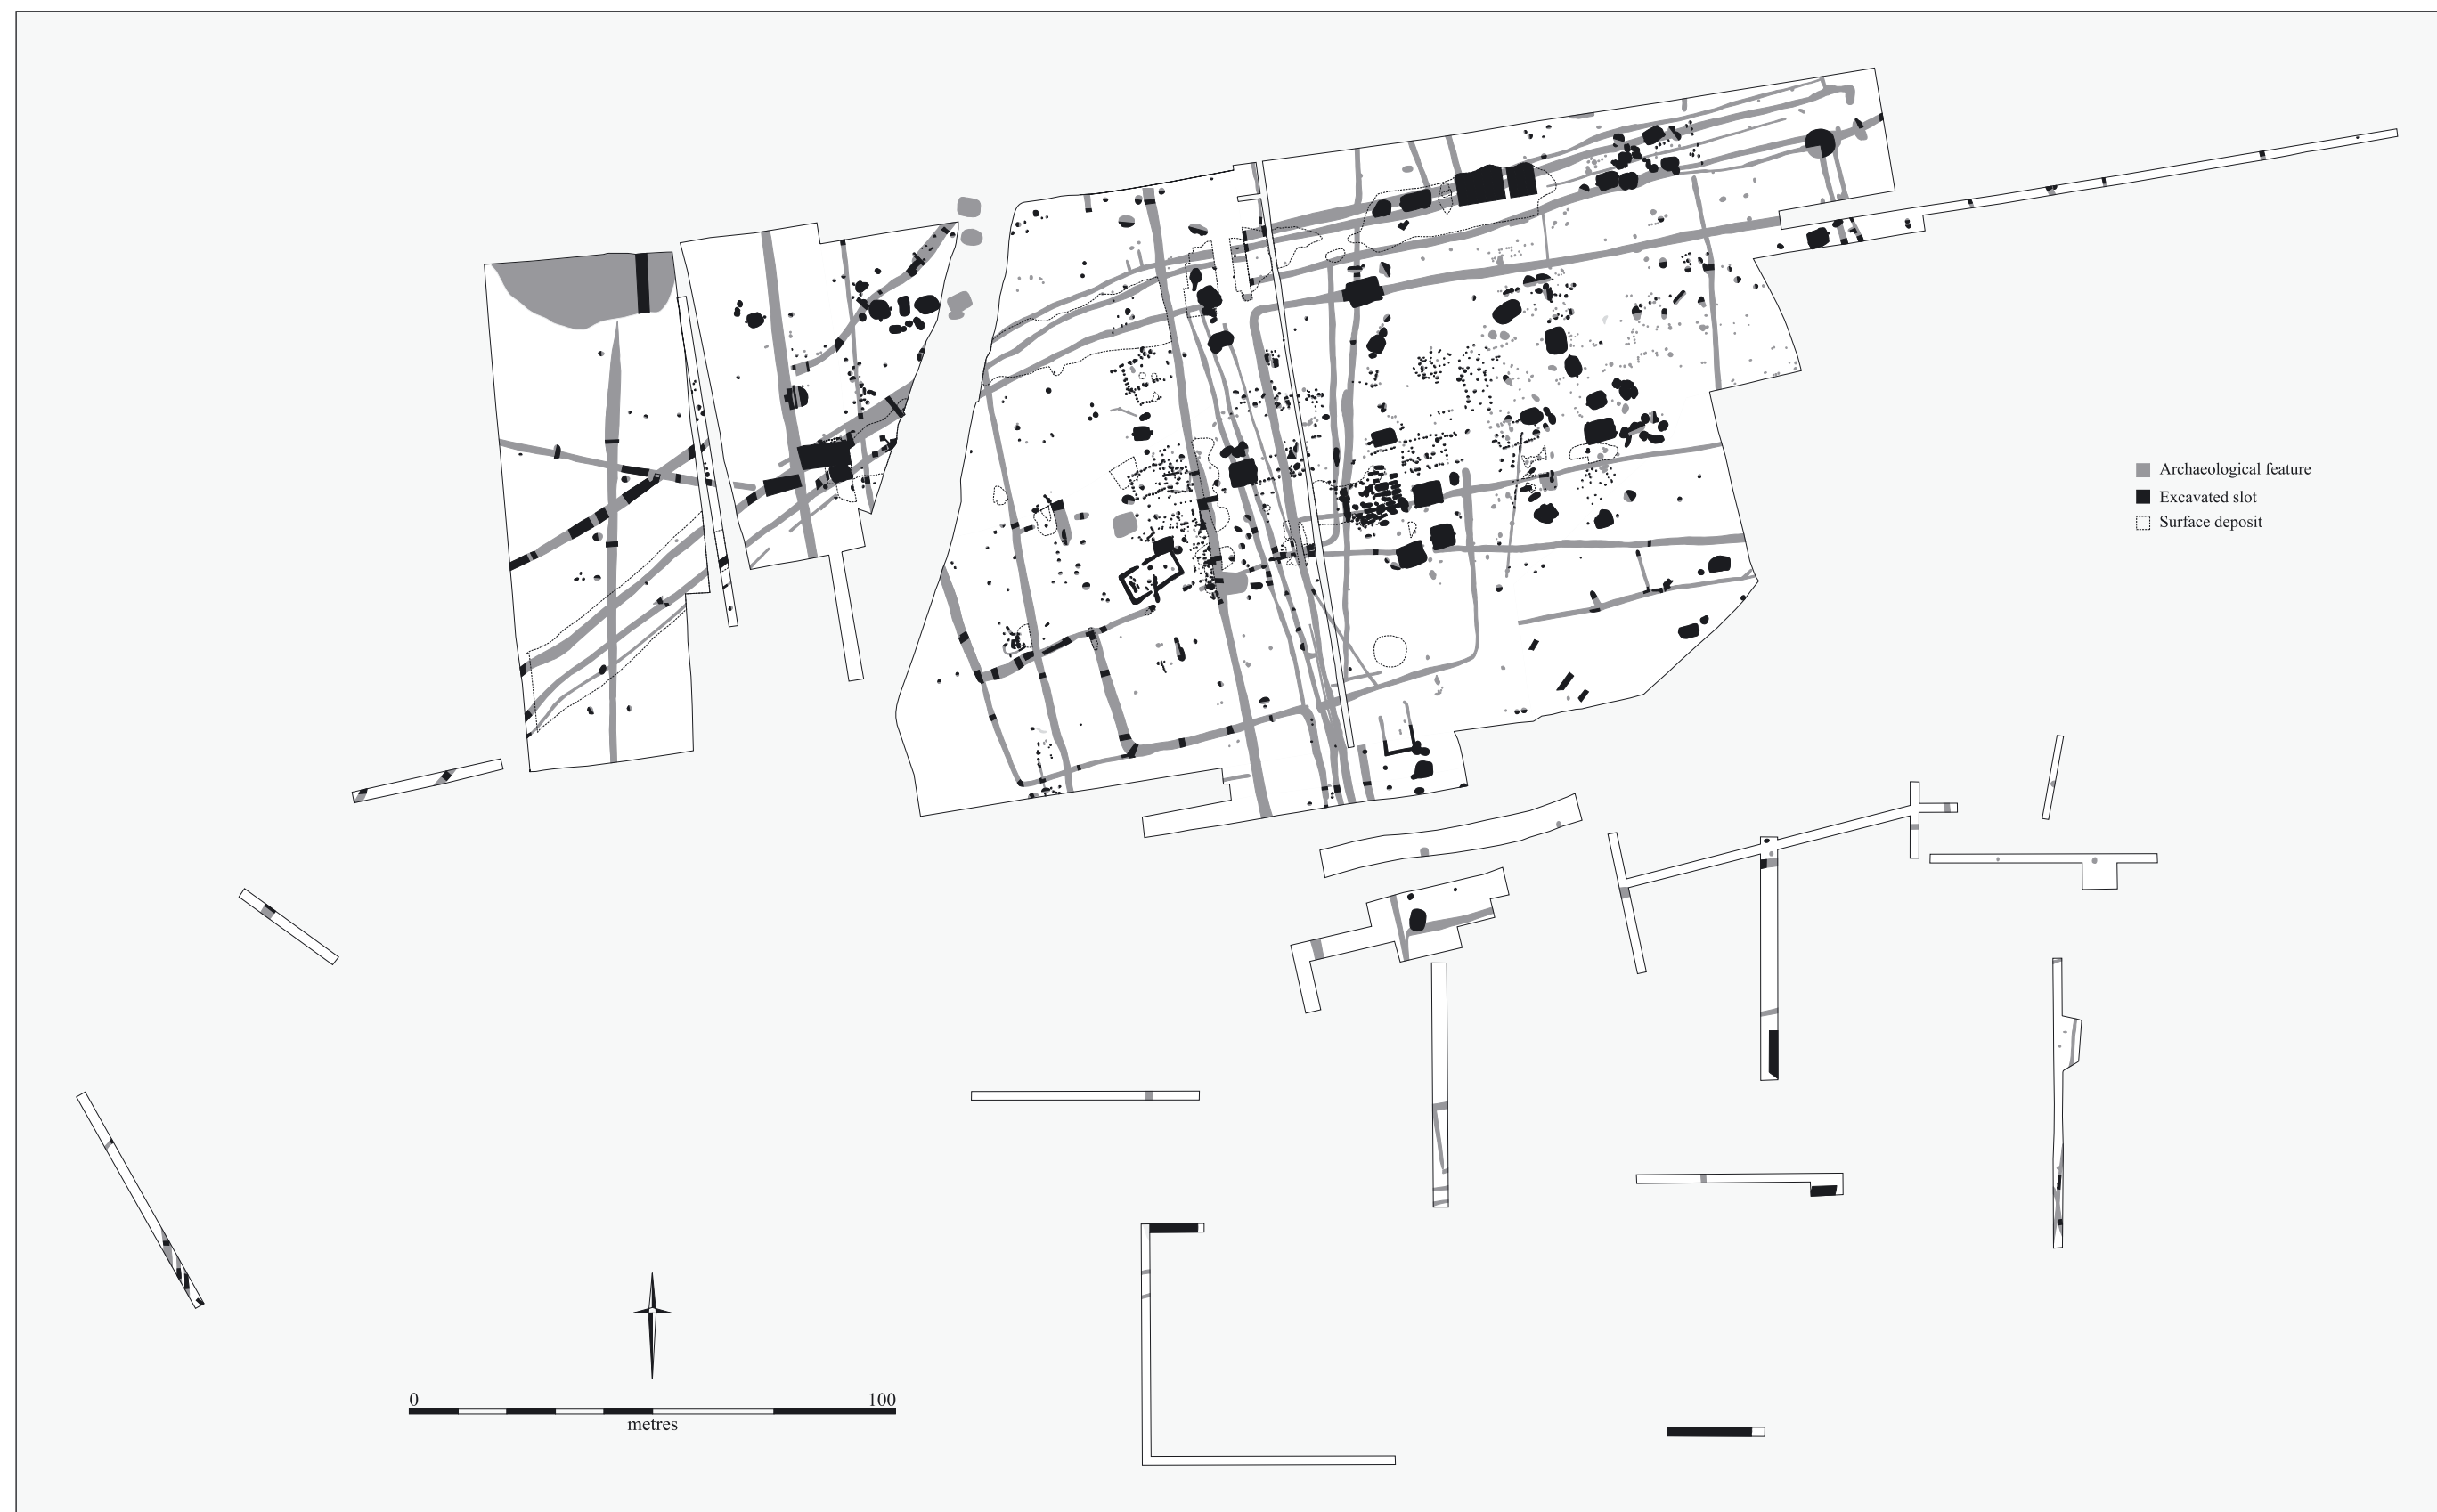 Archaeological feature
Excavated slot
Surface deposit
0 100
metres